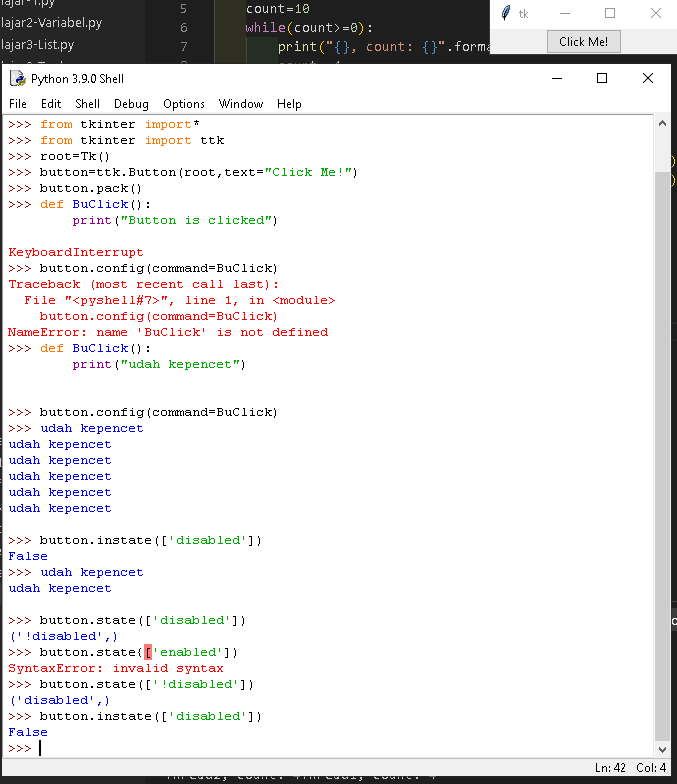 lajar2-Variabel.py
lajar3-List.py
5 count=10
6 while(count>=0):
7 print("{}, count: {}".forma
8
tk
Click Me!
Python 3.9.0 Shell
File Edit Shell Debug Options Window Help
>>> from tkinter import*
>>> from tkinter import ttk
>>> root=Tk()
>>> button=ttk.Button(root,text="Click Me!")
>>> button.pack()
>>> def BuClick():
print("Button is clicked")
KeyboardInterrupt
>>> button.config(command=BuClick)
Traceback (most recent call last):
File "<pyshell#7>", line 1, in <module>
button.config(command=BuClick)
NameError: name 'BuClick' is not defined
>>> def BuClick():
print("udah kepencet")
>>> button.config(command=BuClick)
>>> udah kepencet
udah kepencet
udah kepencet
udah kepencet
udah kepencet
udah kepencet
>>> button.instate(['disabled'])
False
>>> udah kepencet
udah kepencet
>>> button.state(['disabled'])
('!disabled',)
>>> button.state{['enabled'])
SyntaxError: invalid syntax
>>> button.state(['!disabled'])
('disabled',)
>>> button.instate(['disabled'])
False
>>>
Ln: 42 Col: 4